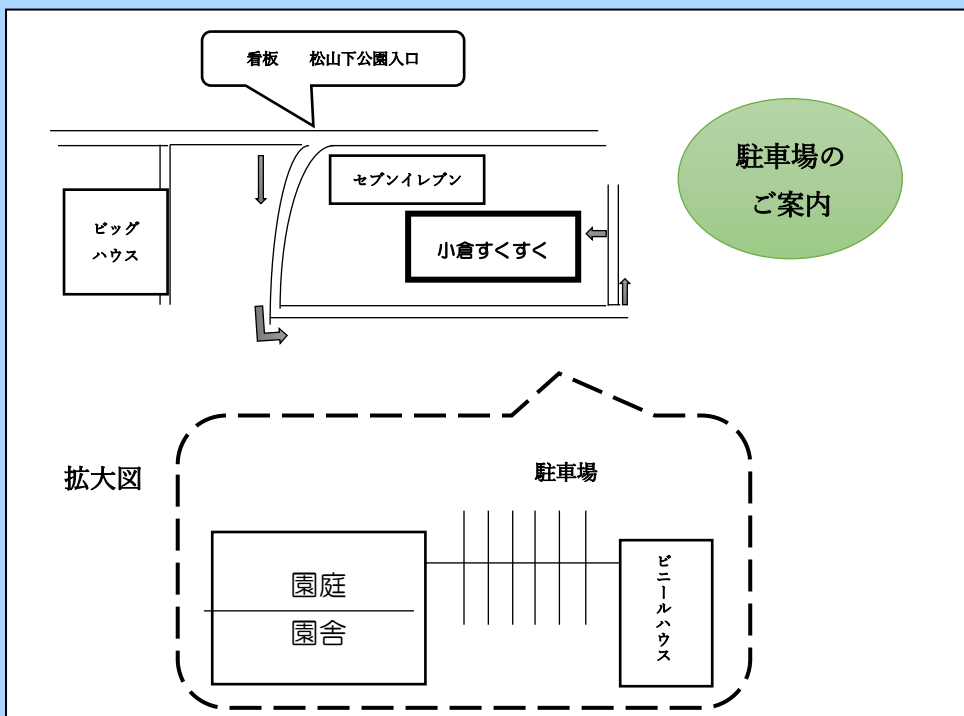 看板　　松山下公園入口
駐車場の
ご案内
セブンイレブン
ビッグ
ハウス
小倉すくすく
拡大図
駐車場
園庭
園舎
ビニールハウス